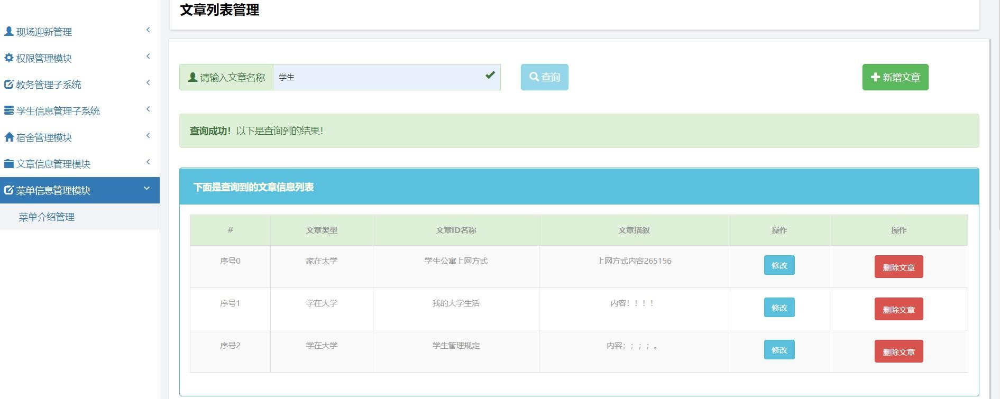 文章列表管理
现场迎新管理
权限管理模块
教务管理子系统
学生信息管理子系统
宿舍管理模块
文章信息管理模块
菜单信息管理模块
菜单介绍管理
请输入文章名称 学生 查询 新增文章
查询成功！以下是查询到的结果！
下面是查询到的文章信息列表
# 文章类型 文章ID名称 文章描叙 操作 操作
序号0 家在大学 学生公寓上网方式 上网方式内容265156 修改 删除文章
序号1 学在大学 我的大学生活 内容！！！！ 修改 删除文章
序号2 学在大学 学生管理规定 内容；；；；。 修改 删除文章